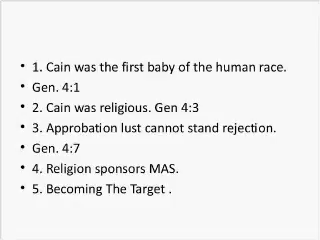 • 1. Cain was the first baby of the human race.
• Gen. 4:1
• 2. Cain was religious. Gen 4:3
• 3. Approbation lust cannot stand rejection.
• Gen. 4:7
• 4. Religion sponsors MAS.
• 5. Becoming The Target .